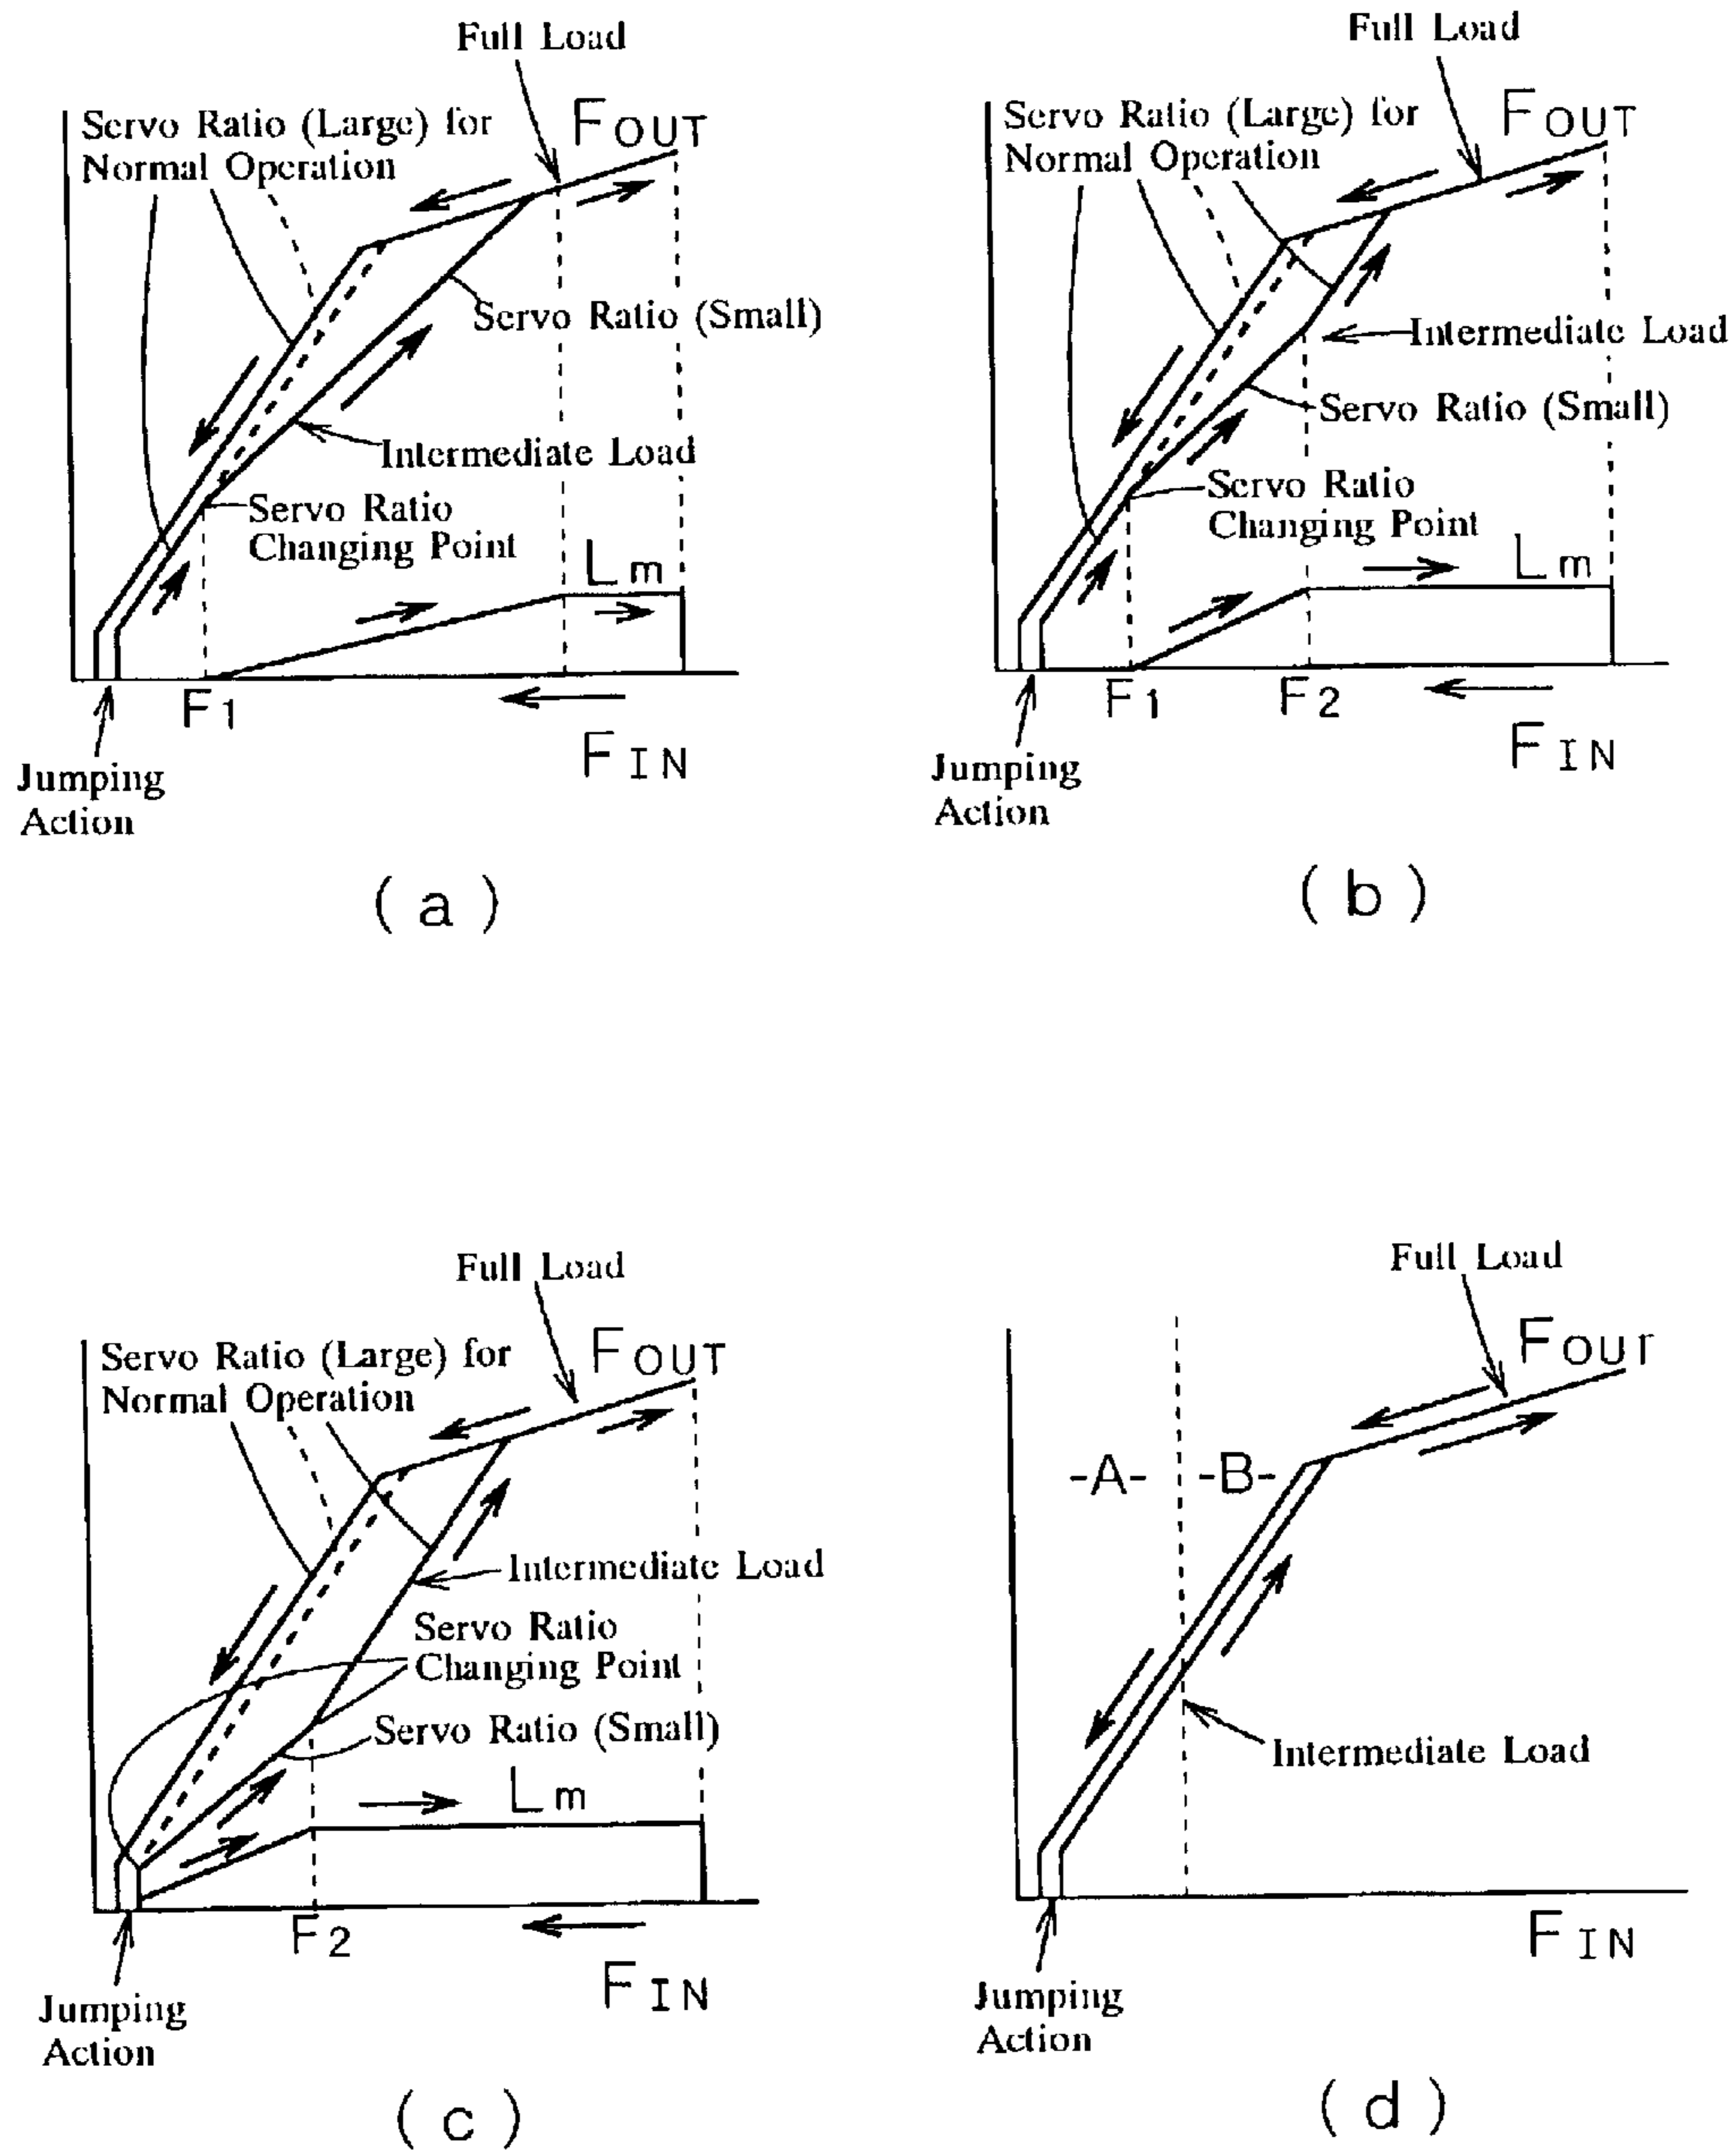 Full Load
FOUT
Servo Ratio (Large) for
Normal Operation
Servo Ratio (Small)
Intermediate Load
Servo Ratio
Changing Point
Lm
F1
FIN
Jumping
Action
(a)
Full Load
FOUT
Servo Ratio (Large) for
Normal Operation
Intermediate Load
Servo Ratio (Small)
Servo Ratio
Changing Point
Lm
F1
F2
FIN
Jumping
Action
(b)
Full Load
FOUT
Servo Ratio (Large) for
Normal Operation
Intermediate Load
Servo Ratio
Changing Point
Servo Ratio (Small)
Lm
F2
FIN
Jumping
Action
(c)
Full Load
FOUT
-A-
-B-
Intermediate Load
FIN
Jumping
Action
(d)